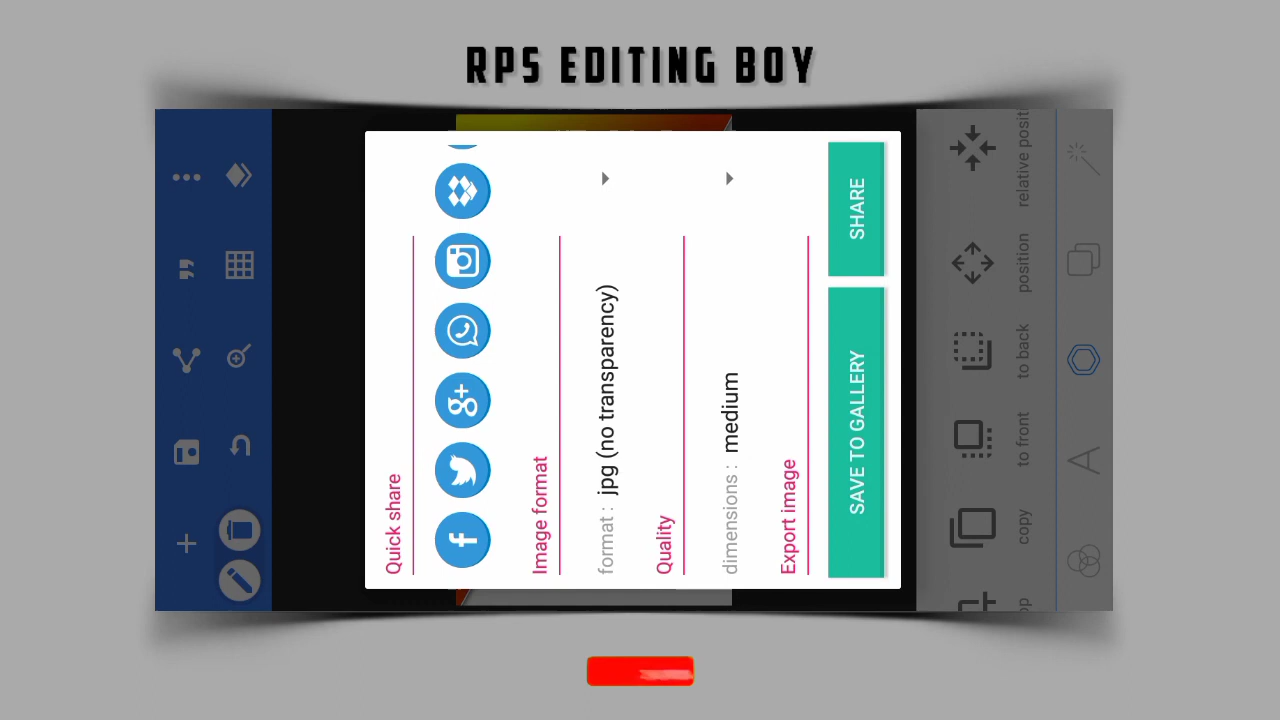 RPS EDITING BOY
Quick share
Image format
format : jpg (no transparency)
Quality
dimensions : medium
Export image
SAVE TO GALLERY
SHARE
relative posit
position
to back
to front
copy
op